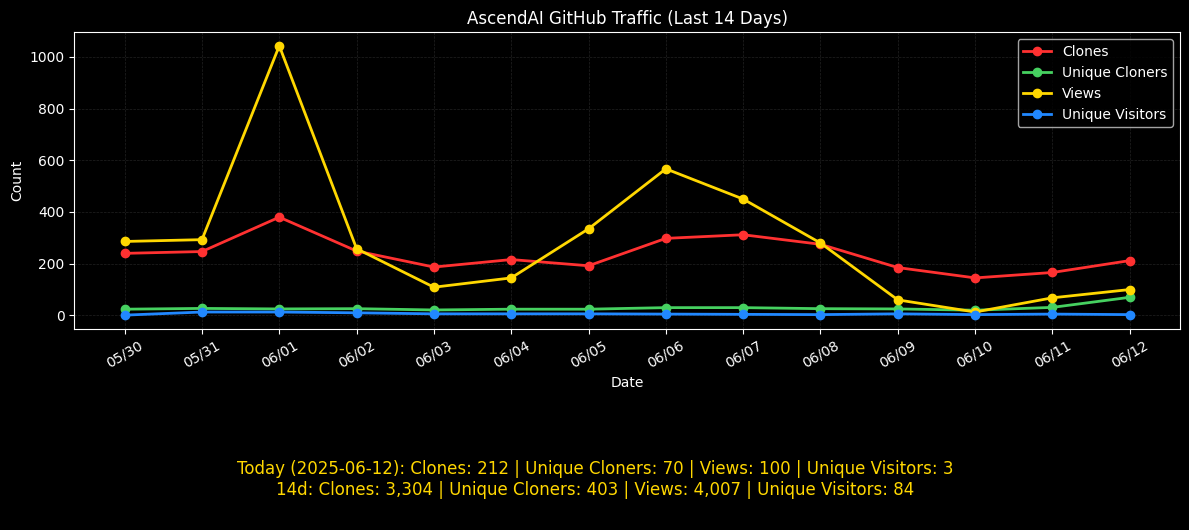 AscendAI GitHub Traffic (Last 14 Days)
Clones
Unique Cloners
Views
Unique Visitors
1000
800
600
400
200
0
Count
05/30
05/31
06/01
06/02
06/03
06/04
06/05
06/06
06/07
06/08
06/09
06/10
06/11
06/12
Date
Today (2025-06-12): Clones: 212 | Unique Cloners: 70 | Views: 100 | Unique Visitors: 3
14d: Clones: 3,304 | Unique Cloners: 403 | Views: 4,007 | Unique Visitors: 84